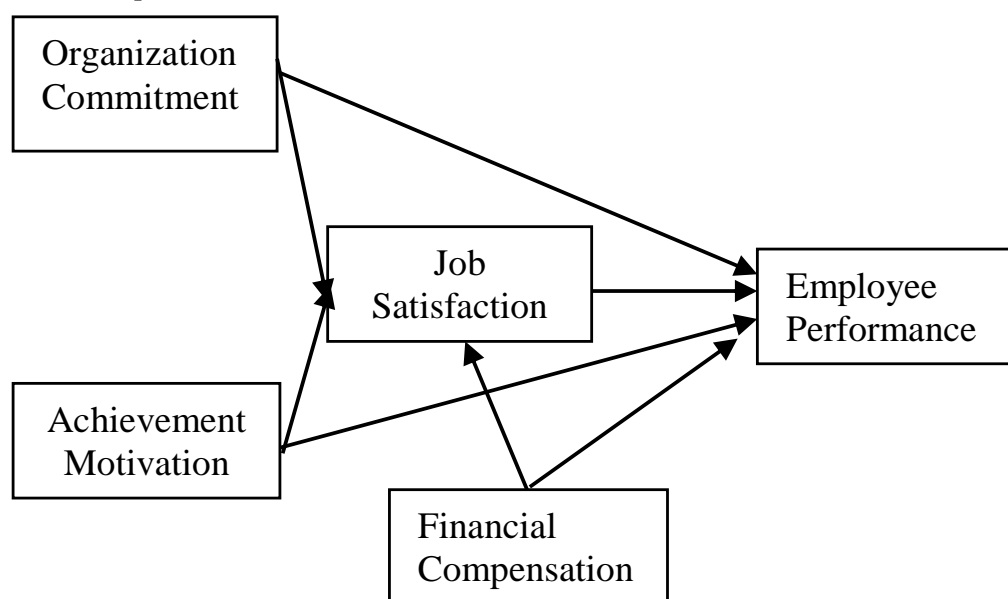 Organization
Commitment
Job
Satisfaction
Employee
Performance
Achievement
Motivation
Financial
Compensation